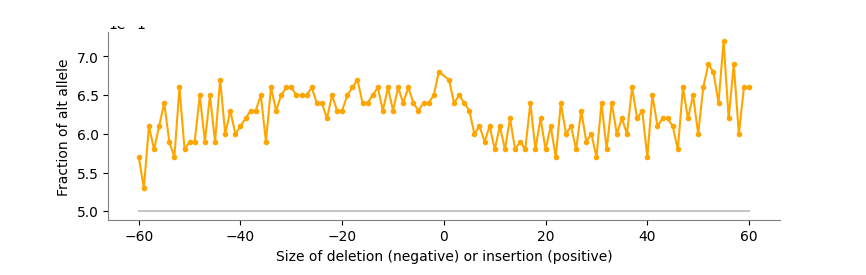 7.0
6.5
6.0
5.5
5.0
Fraction of alt allele
−60 −40 −20 0 20 40 60
Size of deletion (negative) or insertion (positive)